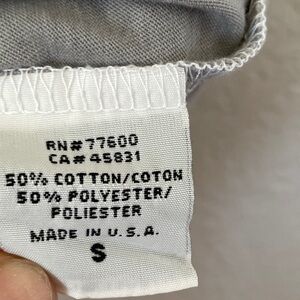 RN#77600
CA#45831
50% COTTON/COTON
50% POLYESTER/
POLIESTER
MADE IN U.S.A.
S